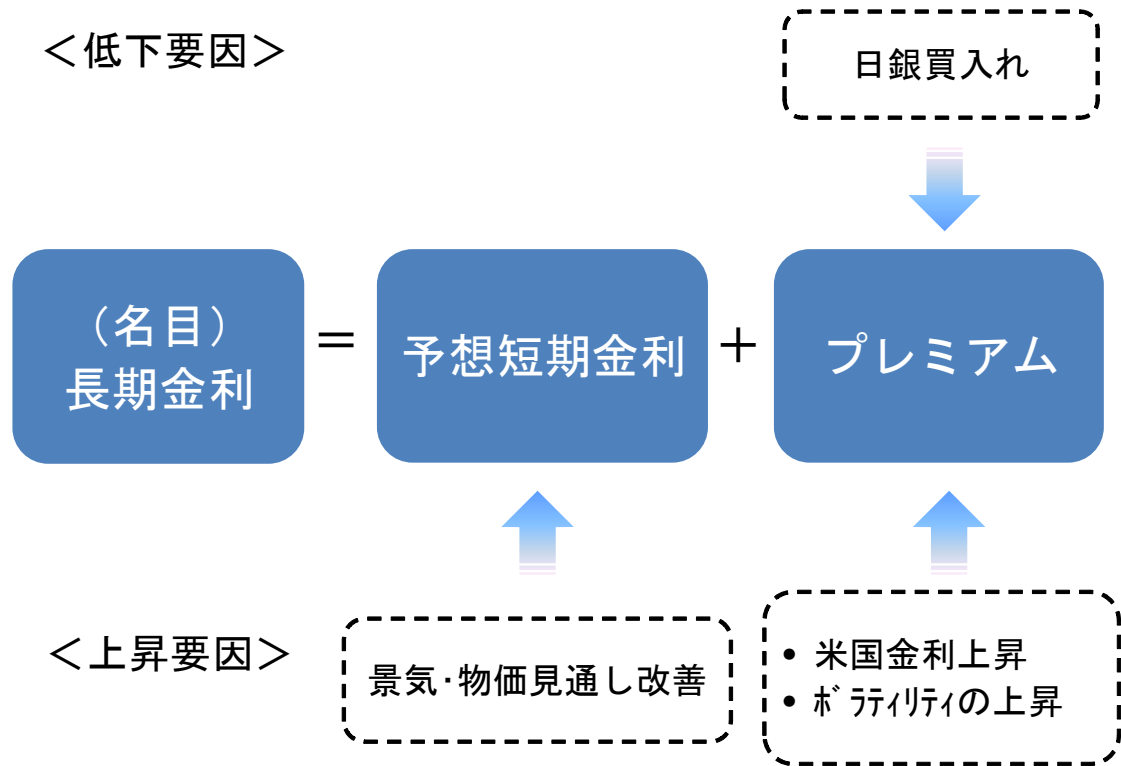 ＜低下要因＞
日銀買入れ
（名目）
長期金利
＝
予想短期金利
＋
プレミアム
＜上昇要因＞
景気･物価見通し改善
• 米国金利上昇
• ﾎﾞﾗﾃｨﾘﾃｨの上昇